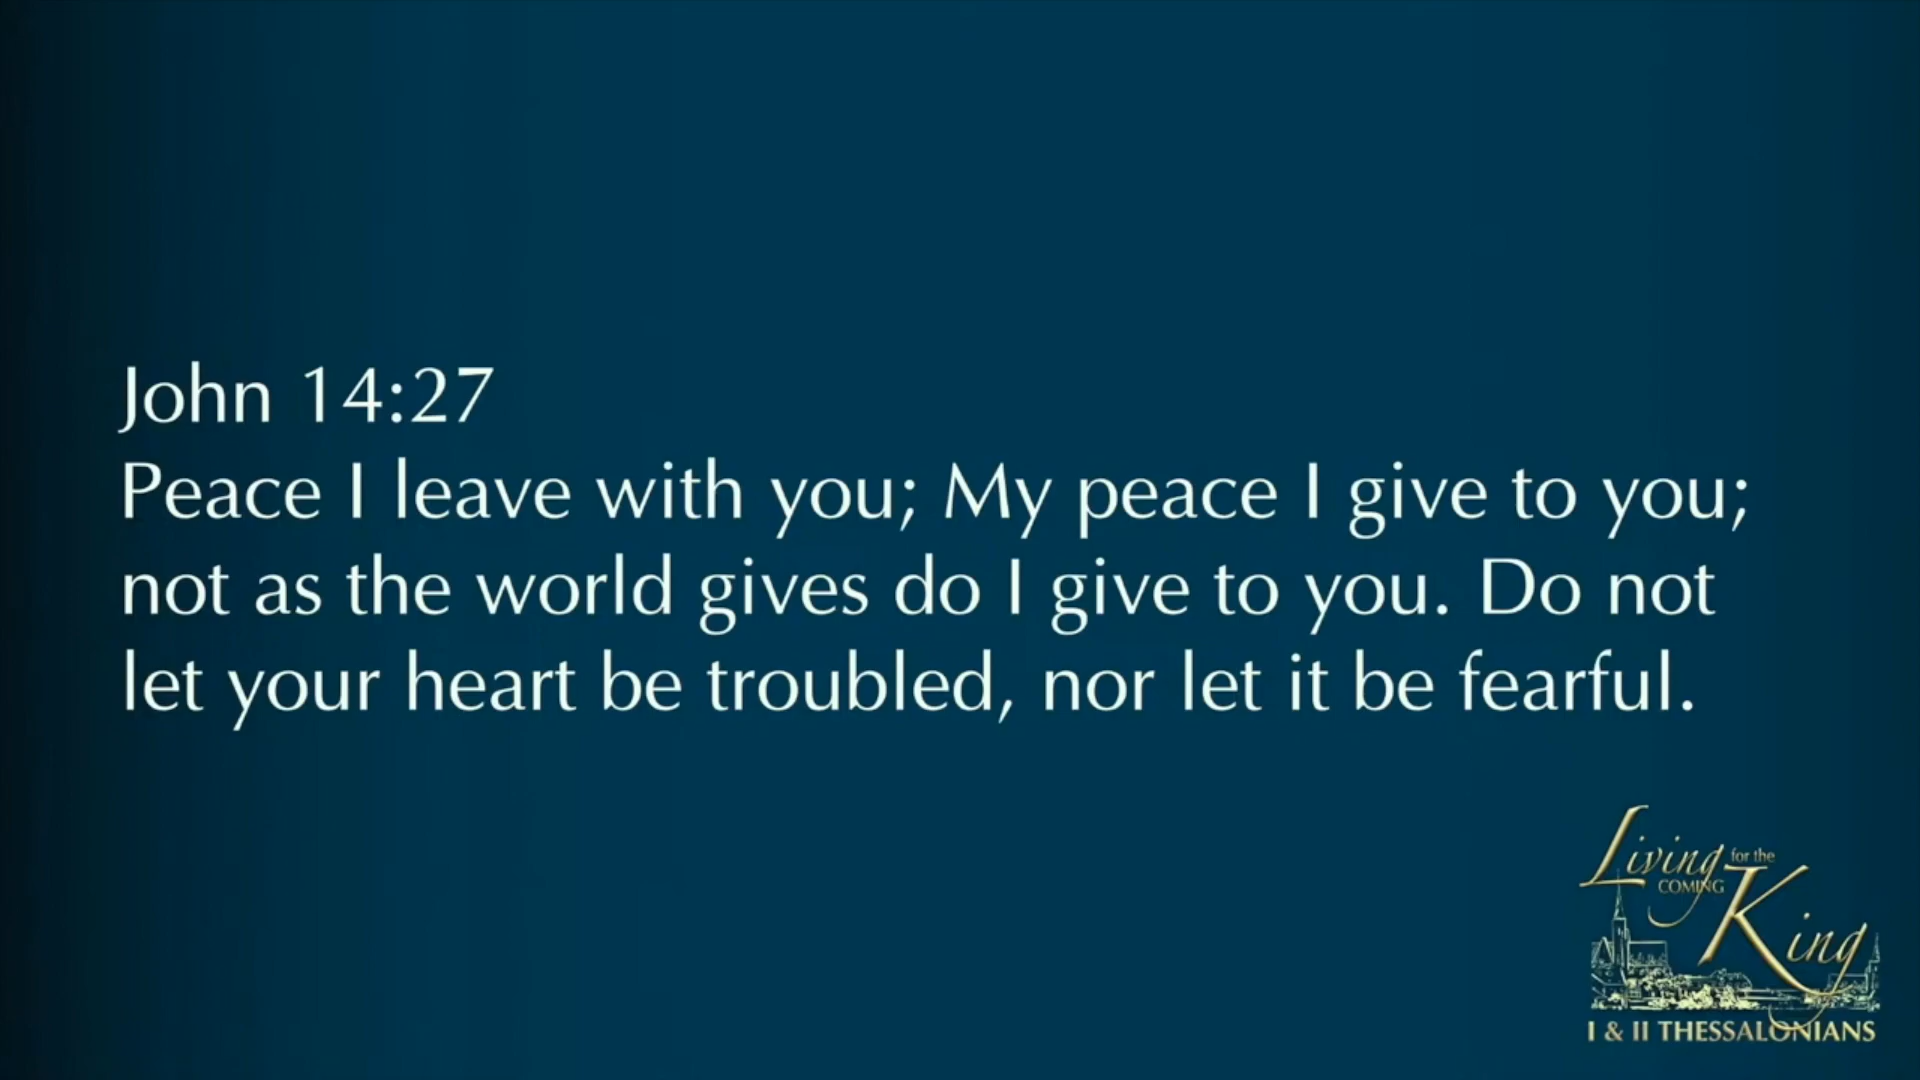 John 14:27
Peace I leave with you; My peace I give to you;
not as the world gives do I give to you. Do not
let your heart be troubled, nor let it be fearful.
Living for the
COMING
King
I & II THESSALONIANS